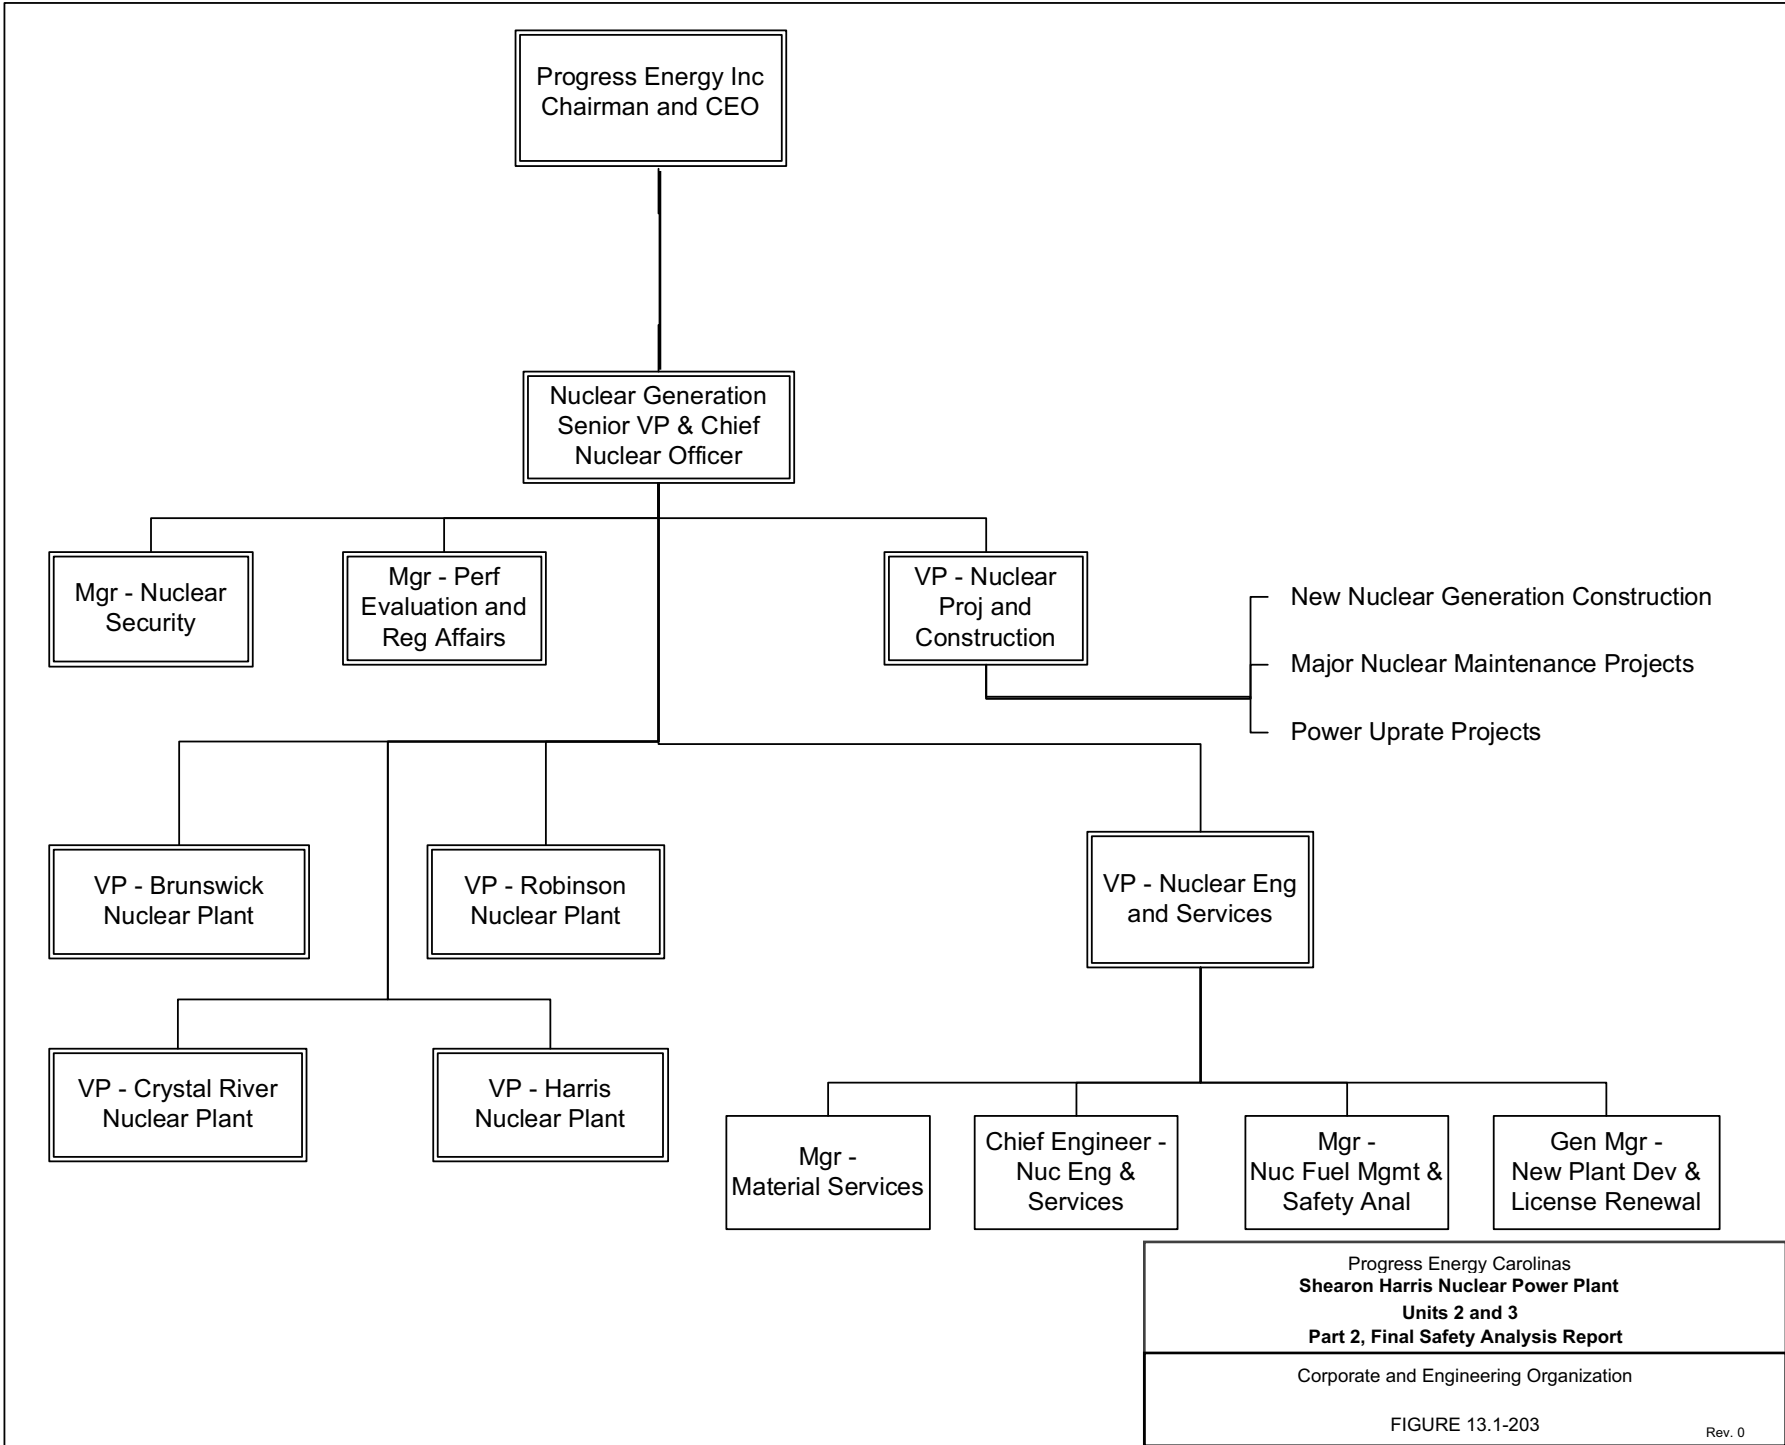 Progress Energy Inc
Chairman and CEO
Nuclear Generation
Senior VP & Chief
Nuclear Officer
Mgr - Nuclear
Security
Mgr - Perf
Evaluation and
Reg Affairs
VP - Nuclear
Proj and
Construction
New Nuclear Generation Construction
Major Nuclear Maintenance Projects
Power Uprate Projects
VP - Brunswick
Nuclear Plant
VP - Robinson
Nuclear Plant
VP - Nuclear Eng
and Services
VP - Crystal River
Nuclear Plant
VP - Harris
Nuclear Plant
Mgr -
Material Services
Chief Engineer -
Nuc Eng &
Services
Mgr -
Nuc Fuel Mgmt &
Safety Anal
Gen Mgr -
New Plant Dev &
License Renewal
Progress Energy Carolinas
Shearon Harris Nuclear Power Plant
Units 2 and 3
Part 2, Final Safety Analysis Report
Corporate and Engineering Organization
FIGURE 13.1-203
Rev. 0